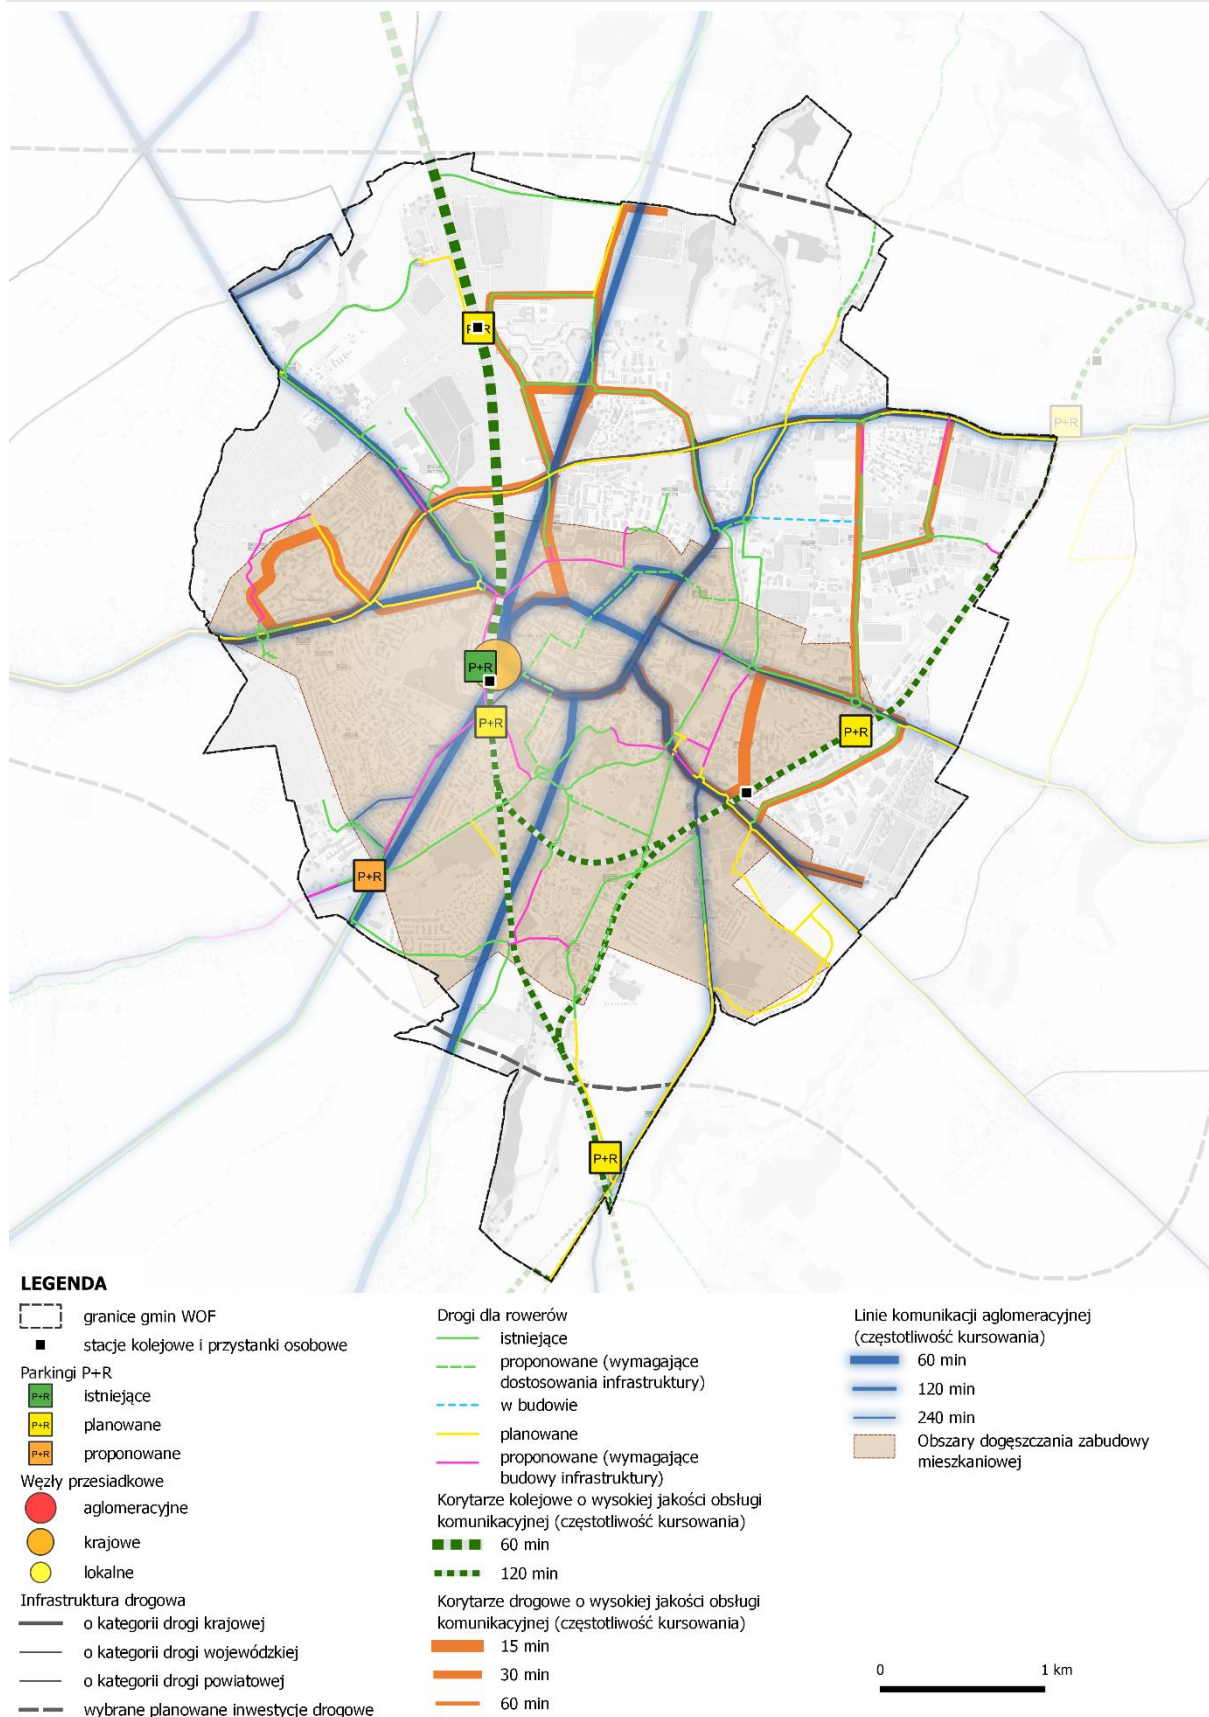 P+R
P+R
P+R
P+R
P+R
P+R
P+R
LEGENDA
granice gmin WOF
stacje kolejowe i przystanki osobowe
Parkingi P+R
P+R istniejące
P+R planowane
P+R proponowane
Węzły przesiadkowe
aglomeracyjne
krajowe
lokalne
Infrastruktura drogowa
o kategorii drogi krajowej
o kategorii drogi wojewódzkiej
o kategorii drogi powiatowej
wybrane planowane inwestycje drogowe
Drogi dla rowerów
istniejące
proponowane (wymagające
dostosowania infrastruktury)
w budowie
planowane
proponowane (wymagające
budowy infrastruktury)
Korytarze kolejowe o wysokiej jakości obsługi
komunikacyjnej (częstotliwość kursowania)
60 min
120 min
Korytarze drogowe o wysokiej jakości obsługi
komunikacyjnej (częstotliwość kursowania)
15 min
30 min
60 min
Linie komunikacji aglomeracyjnej
(częstotliwość kursowania)
60 min
120 min
240 min
Obszary dogęszczania zabudowy
mieszkaniowej
0 1 km